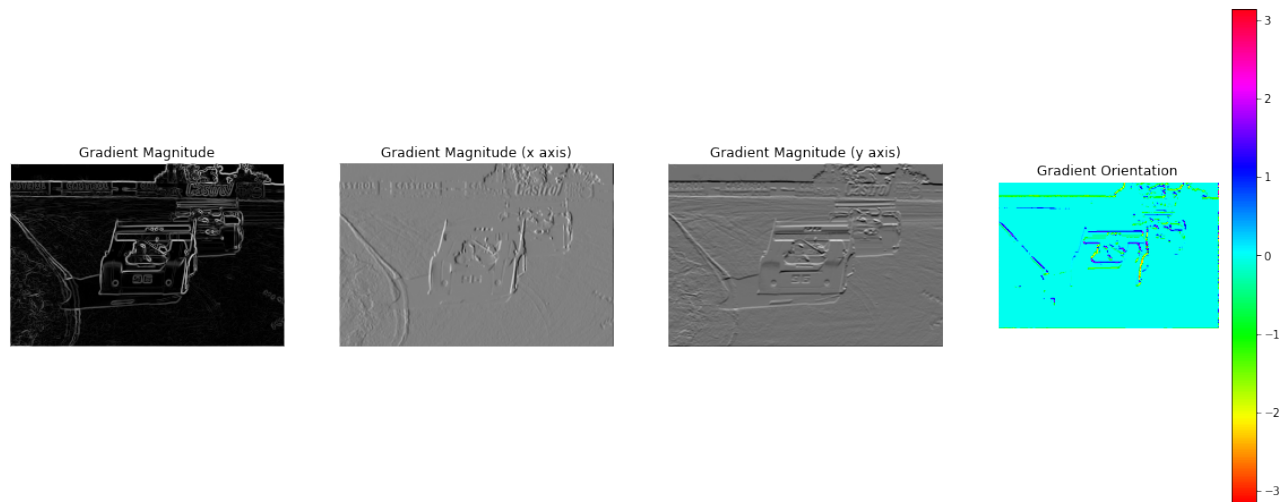 Gradient Magnitude
Gradient Magnitude (x axis)
Gradient Magnitude (y axis)
Gradient Orientation
3
2
1
0
−1
−2
−3
Castrol